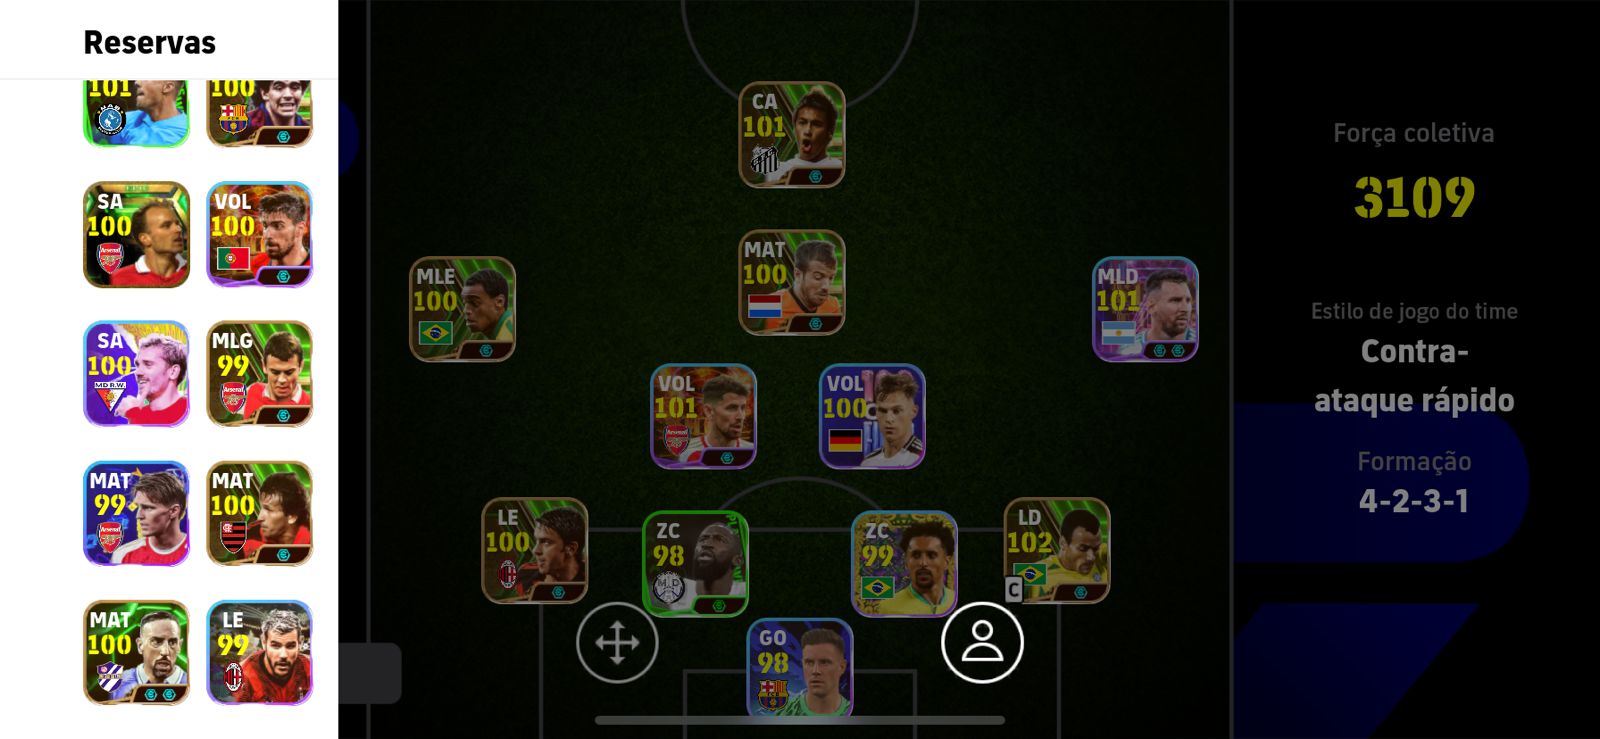 Reservas
101
100
SA
100
VOL
100
SA
100
MLG
99
MAT
99
MAT
100
MAT
100
LE
99
CA
101
MAT
100
MLE
100
MLD
101
VOL
101
VOL
100
LE
100
ZC
98
ZC
99
LD
102
C
GO
98
Força coletiva
3109
Estilo de jogo do time
Contra-
ataque rápido
Formação
4-2-3-1